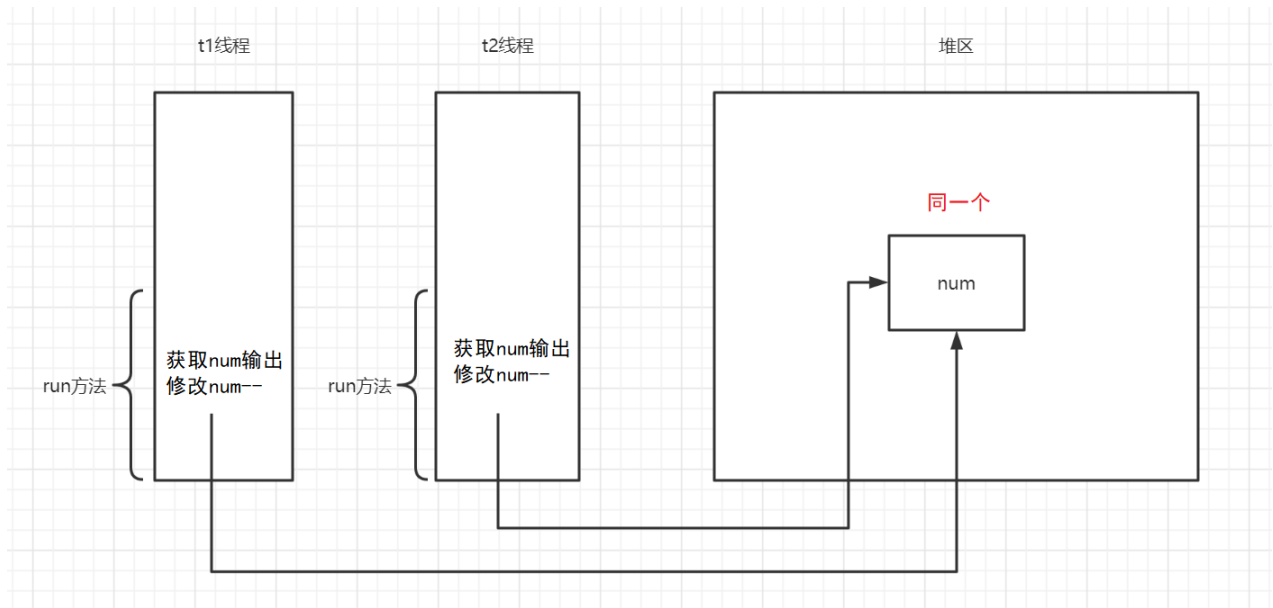 t1线程
t2线程
堆区
同一个
num
获取num输出
修改num--
run方法
获取num输出
修改num--
run方法